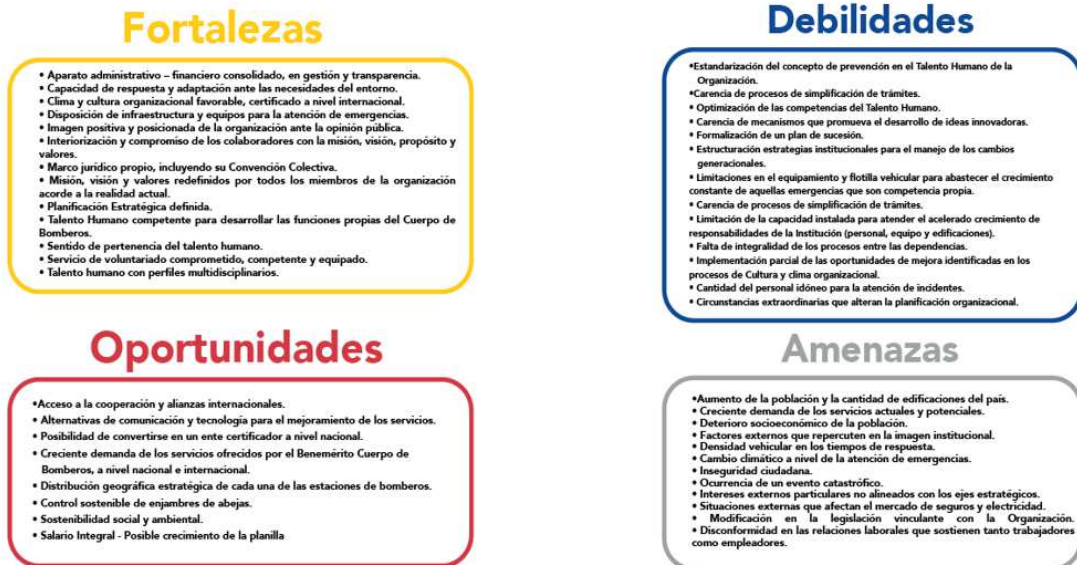 Fortalezas
• Aparato administrativo – financiero consolidado, en gestión y transparencia.
• Capacidad de respuesta y adaptación ante las necesidades del entorno.
• Clima y cultura organizacional favorable, certificado a nivel internacional.
• Disposición de infraestructura y equipos para la atención de emergencias.
• Imagen positiva y posicionada de la organización ante la opinión pública.
• Interiorización y compromiso de los colaboradores con la misión, visión, propósito y
valores.
• Marco jurídico propio, incluyendo su Convención Colectiva.
• Misión, visión y valores redefinidos por todos los miembros de la organización
acorde a la realidad actual.
• Planificación Estratégica definida.
• Talento Humano competente para desarrollar las funciones propias del Cuerpo de
Bomberos.
• Sentido de pertenencia del talento humano.
• Servicio de voluntariado comprometido, competente y equipado.
• Talento humano con perfiles multidisciplinarios.
Debilidades
•Estandarización del concepto de prevención en el Talento Humano de la
Organización.
•Carencia de procesos de simplificación de trámites.
• Optimización de las competencias del Talento Humano.
• Carencia de mecanismos que promueva el desarrollo de ideas innovadoras.
• Formalización de un plan de sucesión.
• Estructuración estrategias institucionales para el manejo de los cambios
generacionales.
• Limitaciones en el equipamiento y flotilla vehicular para abastecer el crecimiento
constante de aquellas emergencias que son competencia propia.
• Carencia de procesos de simplificación de trámites.
• Limitación de la capacidad instalada para atender el acelerado crecimiento de
responsabilidades de la Institución (personal, equipo y edificaciones).
• Falta de integralidad de los procesos entre las dependencias.
• Implementación parcial de las oportunidades de mejora identificadas en los
procesos de Cultura y clima organizacional.
• Cantidad del personal idóneo para la atención de incidentes.
• Circunstancias extraordinarias que alteran la planificación organizacional.
Oportunidades
•Acceso a la cooperación y alianzas internacionales.
• Alternativas de comunicación y tecnología para el mejoramiento de los servicios.
• Posibilidad de convertirse en un ente certificador a nivel nacional.
• Creciente demanda de los servicios ofrecidos por el Benemérito Cuerpo de
Bomberos, a nivel nacional e internacional.
• Distribución geográfica estratégica de cada una de las estaciones de bomberos.
• Control sostenible de enjambres de abejas.
• Sostenibilidad social y ambiental.
• Salario Integral - Posible crecimiento de la planilla
Amenazas
•Aumento de la población y la cantidad de edificaciones del país.
• Creciente demanda de los servicios actuales y potenciales.
• Deterioro socioeconómico de la población.
• Factores externos que repercuten en la imagen institucional.
• Densidad vehicular en los tiempos de respuesta.
• Cambio climático a nivel de la atención de emergencias.
• Inseguridad ciudadana.
• Ocurrencia de un evento catastrófico.
• Intereses externos particulares no alineados con los ejes estratégicos.
• Situaciones externas que afectan el mercado de seguros y electricidad.
• Modificación en la legislación vinculante con la Organización.
• Disconformidad en las relaciones laborales que sostienen tanto trabajadores
como empleadores.